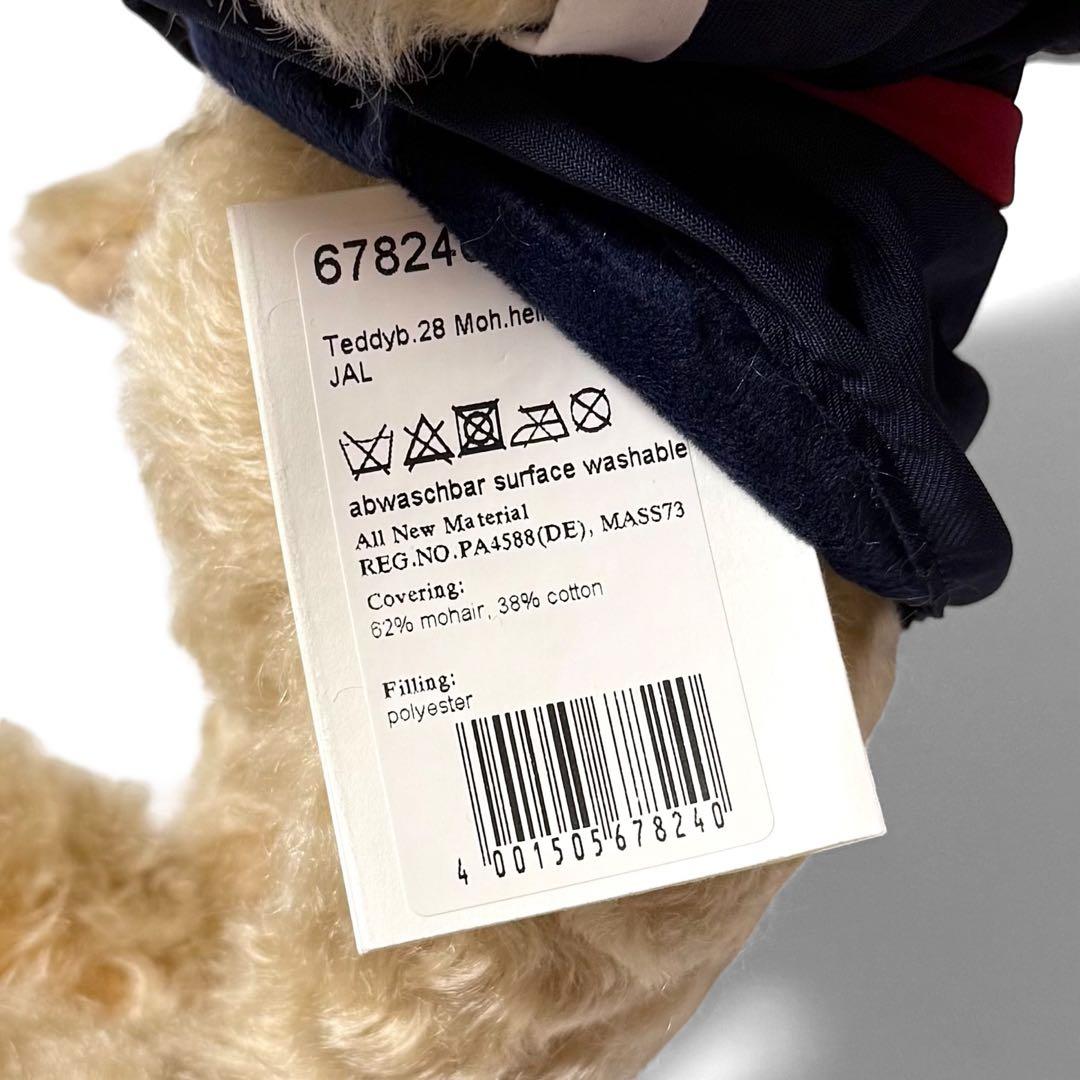 67824
Teddyb.28 Moh.hel
JAL
abwaschbar surface washable
All New Material
REG.NO.PA4588(DE), MASS73
Covering:
62% mohair, 38% cotton
Filling:
polyester
4 001505 678240